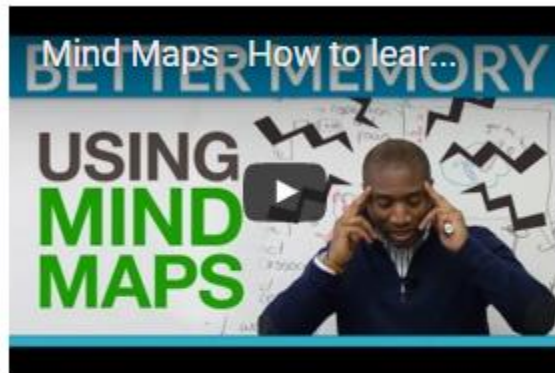 Mind Maps - How to lear...
BETTER MEMORY
USING
MIND
MAPS